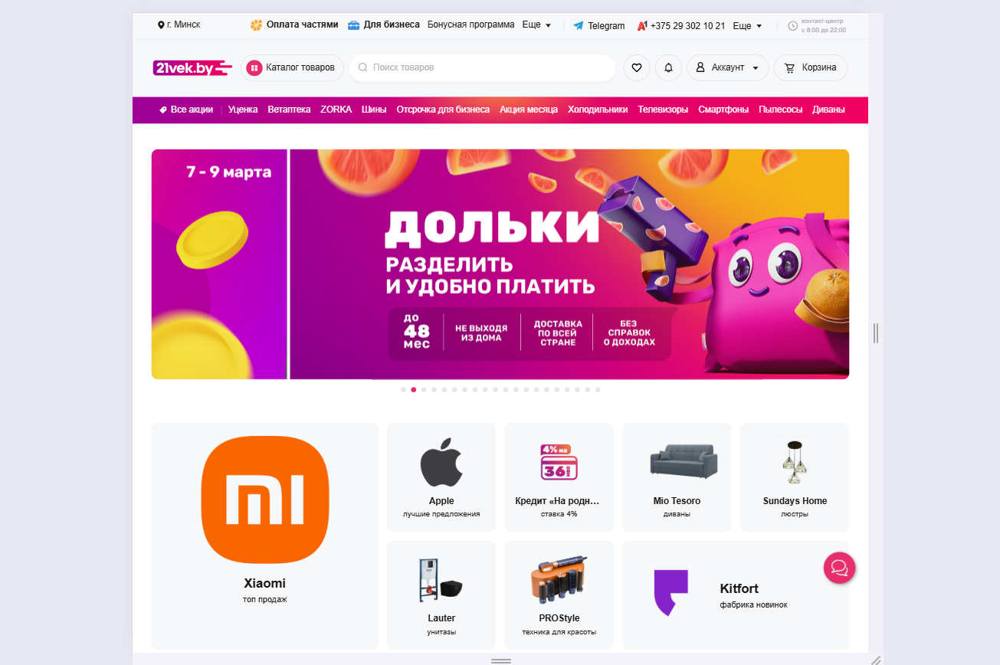 г. Минск
Оплата частями
Для бизнеса
Бонусная программа
Еще
Telegram
A1 +375 29 302 10 21
Еще
контакт-центр
с 8:00 до 22:00
21vek.by
Каталог товаров
Поиск товаров
Аккаунт
Корзина
Все акции
Уценка
Ветаптека
ZORKA
Шины
Отсрочка для бизнеса
Акция месяца
Холодильники
Телевизоры
Смартфоны
Пылесосы
Диваны
7 - 9 марта
ДОЛЬКИ
РАЗДЕЛИТЬ
И УДОБНО ПЛАТИТЬ
ДО
48
МЕС
НЕ ВЫХОДЯ
ИЗ ДОМА
ДОСТАВКА
ПО ВСЕЙ
СТРАНЕ
БЕЗ
СПРАВОК
О ДОХОДАХ
mi
Xiaomi
топ продаж
Apple
лучшие предложения
4% на
36 МЕС
Кредит «На родн...
ставка 4%
Mio Tesoro
диваны
Sundays Home
люстры
Lauter
унитазы
PROStyle
техника для красоты
Kitfort
фабрика новинок